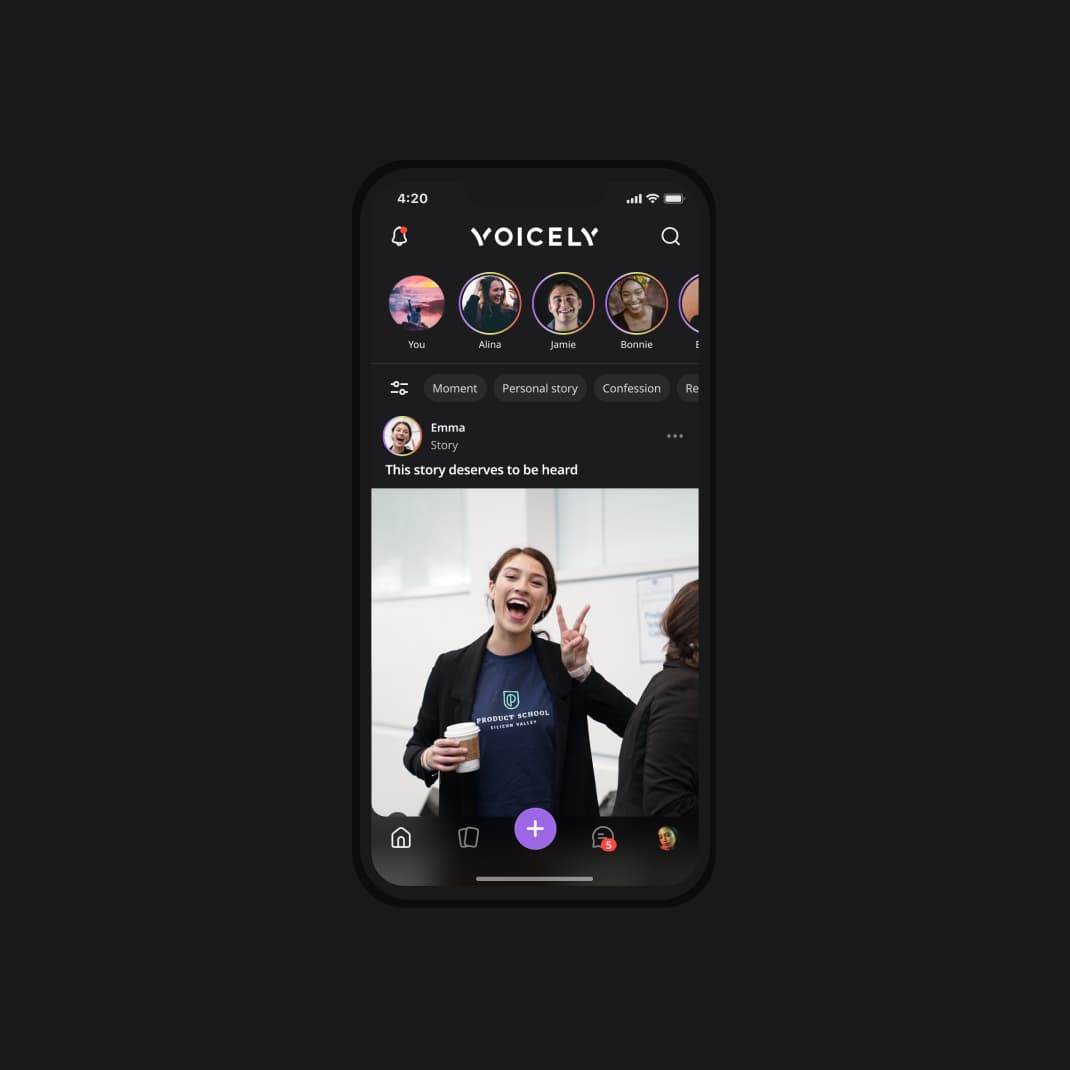 4:20
VOICELY
You
Alina
Jamie
Bonnie
Moment
Personal story
Confession
Re
Emma
Story
This story deserves to be heard
PRODUCT SCHOOL
SILICON VALLEY
5